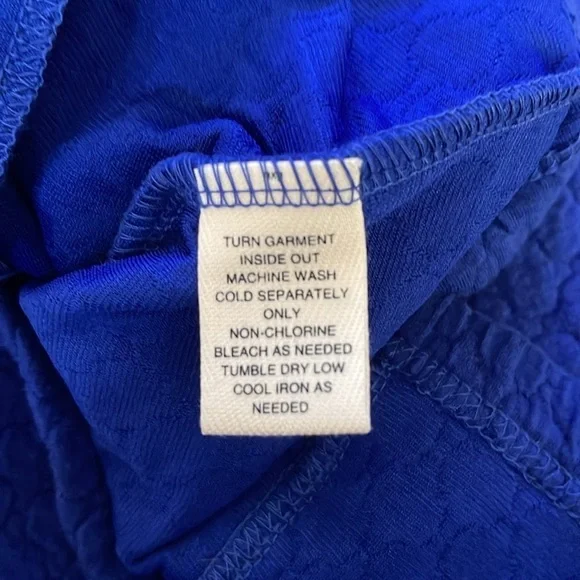 TURN GARMENT
INSIDE OUT
MACHINE WASH
COLD SEPARATELY
ONLY
NON-CHLORINE
BLEACH AS NEEDED
TUMBLE DRY LOW
COOL IRON AS
NEEDED